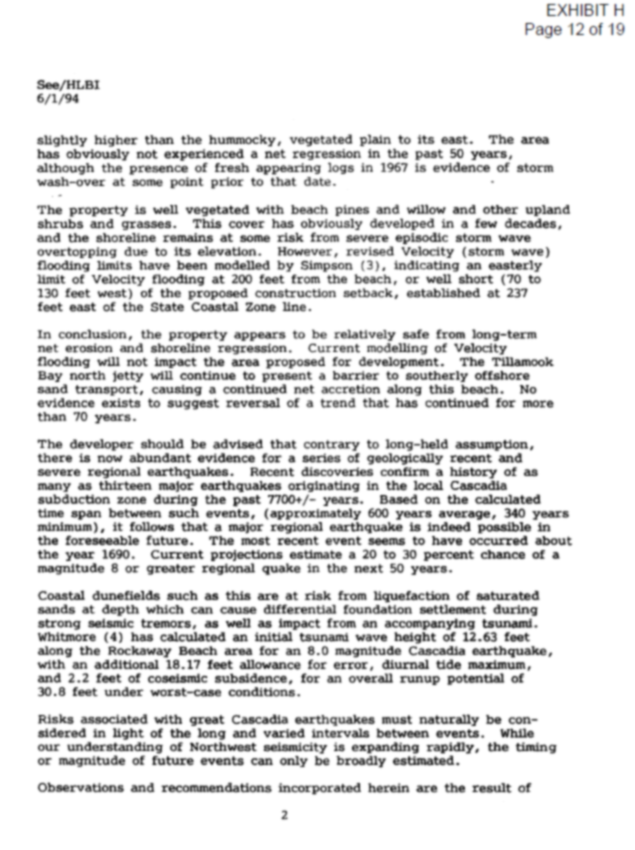 EXHIBIT H
Page 12 of 19
See/HLBI
6/1/94
slightly higher than the hummocky, vegetated plain to its east. The area
has obviously not experienced a net regression in the past 50 years,
although the presence of fresh appearing logs in 1967 is evidence of storm
wash-over at some point prior to that date.
The property is well vegetated with beach pines and willow and other upland
shrubs and grasses. This cover has obviously developed in a few decades,
and the shoreline remains at some risk from severe episodic storm wave
overtopping due to its elevation. However, revised Velocity (storm wave)
flooding limits have been modelled by Simpson (3), indicating an easterly
limit of Velocity flooding at 200 feet from the beach, or well short (70 to
130 feet west) of the proposed construction setback, established at 237
feet east of the State Coastal Zone line.
In conclusion, the property appears to be relatively safe from long-term
net erosion and shoreline regression. Current modelling of Velocity
flooding will not impact the area proposed for development. The Tillamook
Bay north jetty will continue to present a barrier to southerly offshore
sand transport, causing a continued net accretion along this beach. No
evidence exists to suggest reversal of a trend that has continued for more
than 70 years.
The developer should be advised that contrary to long-held assumption,
there is now abundant evidence for a series of geologically recent and
severe regional earthquakes. Recent discoveries confirm a history of as
many as thirteen major earthquakes originating in the local Cascadia
subduction zone during the past 7700+/- years. Based on the calculated
time span between such events, (approximately 600 years average, 340 years
minimum), it follows that a major regional earthquake is indeed possible in
the foreseeable future. The most recent event seems to have occurred about
the year 1690. Current projections estimate a 20 to 30 percent chance of a
magnitude 8 or greater regional quake in the next 50 years.
Coastal dunefields such as this are at risk from liquefaction of saturated
sands at depth which can cause differential foundation settlement during
strong seismic tremors, as well as impact from an accompanying tsunami.
Whitmore (4) has calculated an initial tsunami wave height of 12.63 feet
along the Rockaway Beach area for an 8.0 magnitude Cascadia earthquake,
with an additional 18.17 feet allowance for error, diurnal tide maximum,
and 2.2 feet of coseismic subsidence, for an overall runup potential of
30.8 feet under worst-case conditions.
Risks associated with great Cascadia earthquakes must naturally be con-
sidered in light of the long and varied intervals between events. While
our understanding of Northwest seismicity is expanding rapidly, the timing
or magnitude of future events can only be broadly estimated.
Observations and recommendations incorporated herein are the result of
2